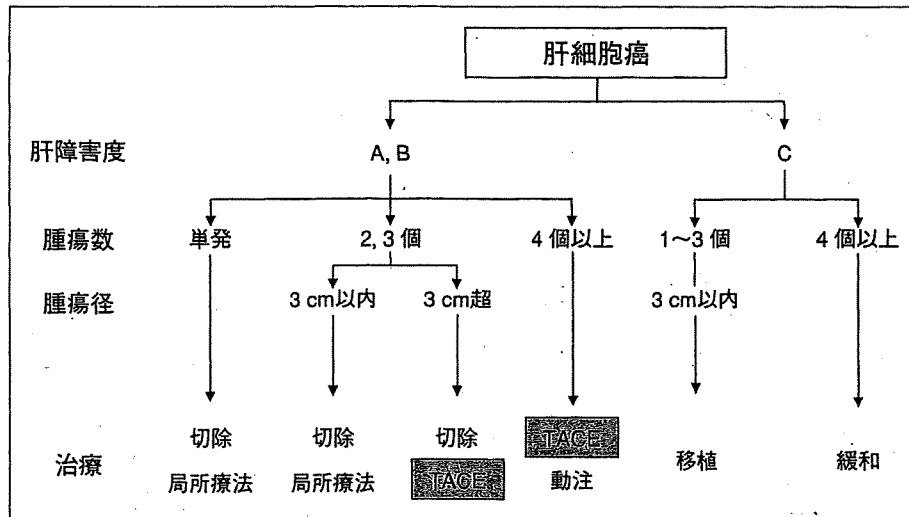 肝細胞癌
肝障害度 A, B C
腫瘍数 単発 2, 3 個 4 個以上 1〜3 個 4 個以上
腫瘍径 3 cm以内 3 cm超 3 cm以内
切除 切除 切除 TACE
治療 移植 緩和
局所療法 局所療法 TACE 動注